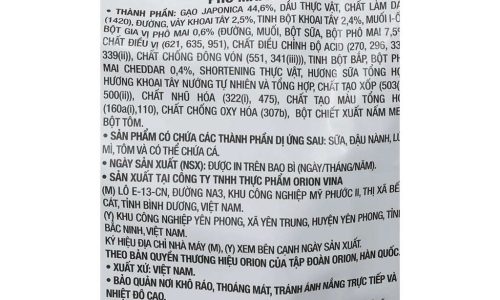 • THÀNH PHẦN: GẠO JAPONICA 44,6%, DẦU THỰC VẬT, CHẤT LÀM
(1420), ĐƯỜNG, VẢY KHOAI TÂY 2,5%, TINH BỘT KHOAI TÂY 2,4%, MUỐI I-
BỘT GIA VỊ PHÔ MAI 0,6% (ĐƯỜNG, MUỐI, BỘT SỮA, BỘT PHÔ MAI 7,5
CHẤT ĐIỀU VỊ (621, 635, 951), CHẤT ĐIỀU CHỈNH ĐỘ ACID (270, 296, 33
339(ii)), CHẤT CHỐNG ĐÔNG VÓN (551, 341(iii))), TINH BỘT BẮP, BỘT PH
MAI CHEDDAR 0,4%, SHORTENING THỰC VẬT, HƯƠNG SỮA TỔNG HỢ
HƯƠNG KHOAI TÂY NƯỚNG TỰ NHIÊN VÀ TỔNG HỢP, CHẤT TẠO XỐP (503(
500(ii)), CHẤT NHŨ HÓA (322(i), 475), CHẤT TẠO MÀU TỔNG HỢ
(160a(i),110), CHẤT CHỐNG OXY HÓA (307b), BỘT CHIẾT XUẤT NẤM ME
BỘT TÔM.
• SẢN PHẨM CÓ CHỨA CÁC THÀNH PHẦN DỊ ỨNG SAU: SỮA, ĐẬU NÀNH, LÚ
MÌ, TÔM VÀ CÓ THỂ CHỨA CÁ.
• NGÀY SẢN XUẤT (NSX): ĐƯỢC IN TRÊN BAO BÌ (NGÀY/THÁNG/NĂM).
• SẢN XUẤT TẠI CÔNG TY TNHH THỰC PHẨM ORION VINA
(M) LÔ E-13-CN, ĐƯỜNG NA3, KHU CÔNG NGHIỆP MỸ PHƯỚC II, THỊ XÃ BẾ
CÁT, TỈNH BÌNH DƯƠNG, VIỆT NAM.
(Y) KHU CÔNG NGHIỆP YÊN PHONG, XÃ YÊN TRUNG, HUYỆN YÊN PHONG, T
BẮC NINH, VIỆT NAM.
KÝ HIỆU ĐỊA CHỈ NHÀ MÁY (M), (Y) XEM BÊN CẠNH NGÀY SẢN XUẤT.
THEO BẢN QUYỀN THƯƠNG HIỆU ORION CỦA TẬP ĐOÀN ORION, HÀN QUỐC.
• XUẤT XỨ: VIỆT NAM.
• BẢO QUẢN NƠI KHÔ RÁO, THOÁNG MÁT, TRÁNH ÁNH NẮNG TRỰC TIẾP VÀ
NHIỆT ĐỘ CAO.